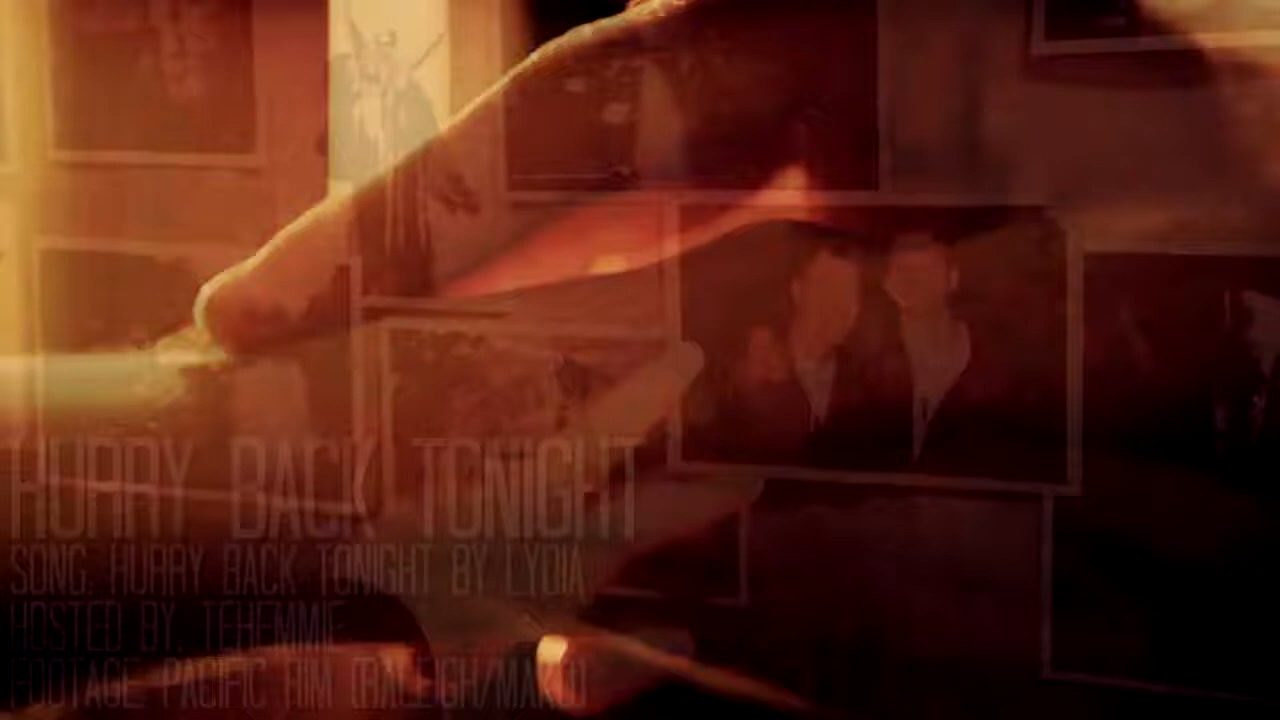 HURRY BACK TONIGHT
SONG: HURRY BACK TONIGHT BY LYDIA
HOSTED BY: TEHEMMIE
FOOTAGE: PACIFIC RIM (RALEIGH/MAKO)